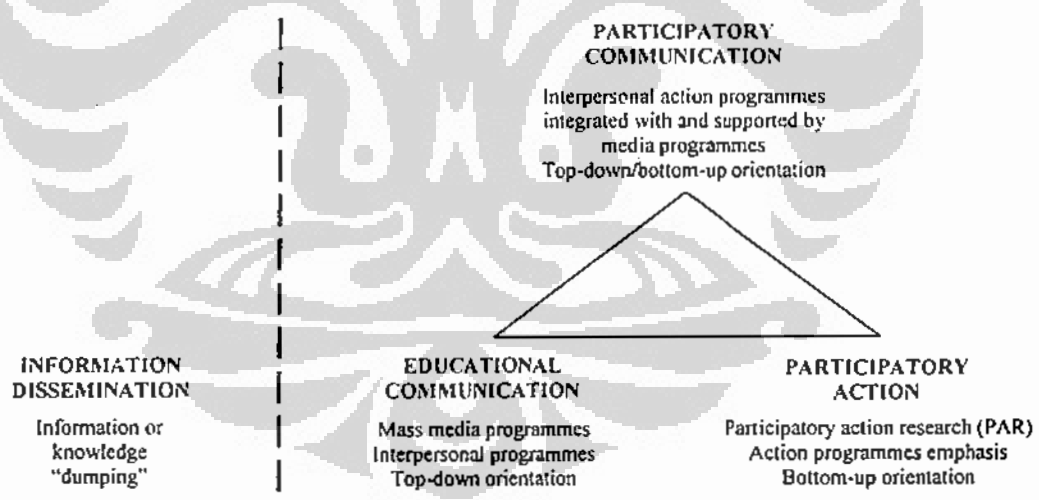 PARTICIPATORY
COMMUNICATION
Interpersonal action programmes
integrated with and supported by
media programmes
Top-down/bottom-up orientation
INFORMATION
DISSEMINATION
Information or
knowledge
"dumping"
EDUCATIONAL
COMMUNICATION
Mass media programmes
Interpersonal programmes
Top-down orientation
PARTICIPATORY
ACTION
Participatory action research (PAR)
Action programmes emphasis
Bottom-up orientation